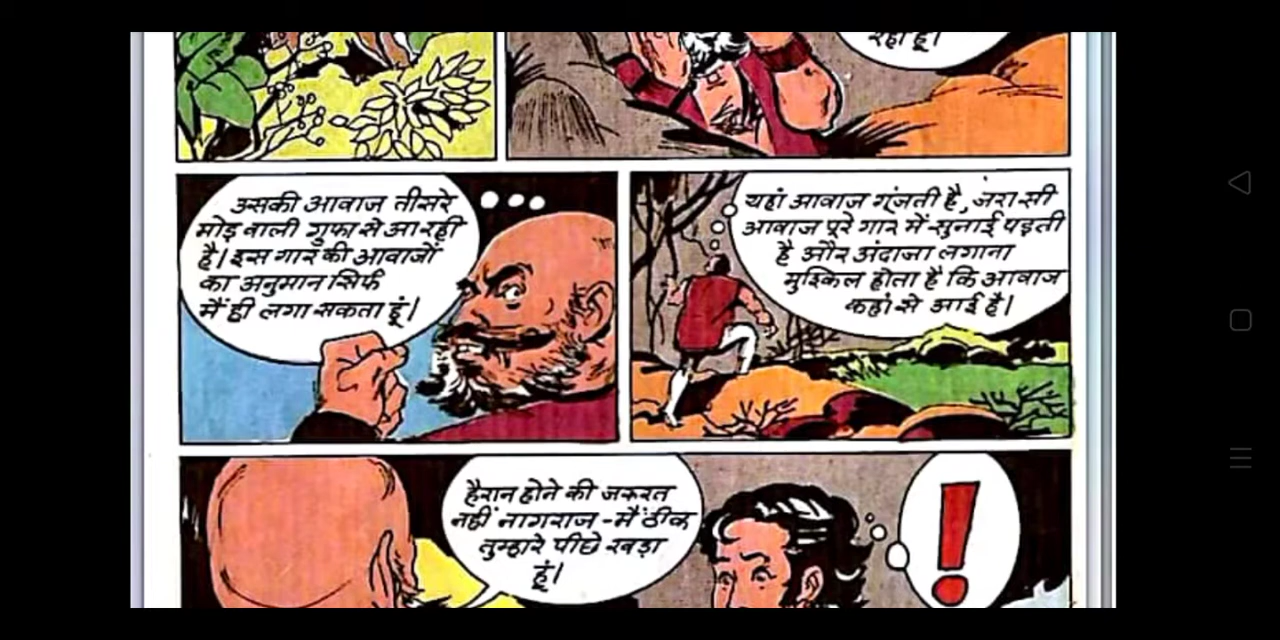 रहा हूं।
उसकी आवाज तीसरे
मोड़ वाली गुफा से आ रही
है। इस गार की आवाजों
का अनुमान सिर्फ
मैं ही लगा सकता हूं।
यहां आवाज गूंजती है, जरा सी
आवाज पूरे गार में सुनाई पड़ती
है और अंदाजा लगाना
मुश्किल होता है कि आवाज
कहां से आई है।
हैरान होने की जरूरत
नहीं नागराज-मैं ठीक
तुम्हारे पीछे खड़ा
हूं।
!